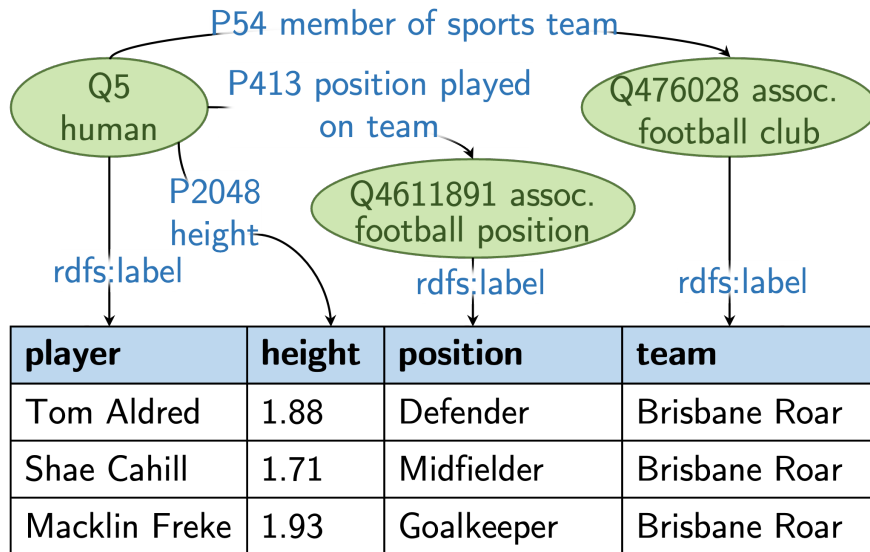 P54 member of sports team
Q5
human
P413 position played
on team
Q476028 assoc.
football club
P2048
height
Q4611891 assoc.
football position
rdfs:label
rdfs:label
rdfs:label
player height position team
Tom Aldred 1.88 Defender Brisbane Roar
Shae Cahill 1.71 Midfielder Brisbane Roar
Macklin Freke 1.93 Goalkeeper Brisbane Roar